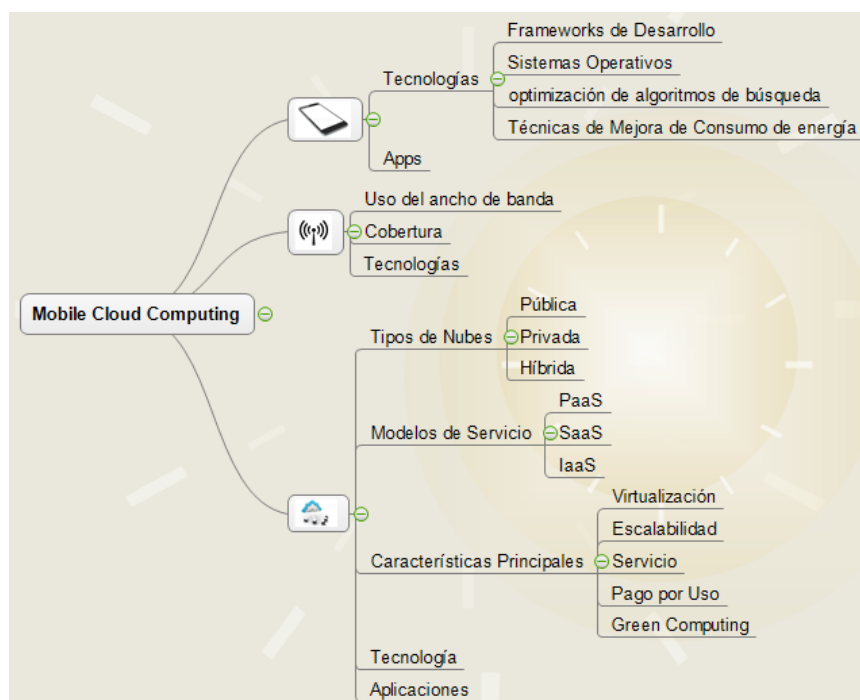 Frameworks de Desarrollo
Sistemas Operativos
Tecnologías
optimización de algoritmos de búsqueda
Técnicas de Mejora de Consumo de energía
Apps
Uso del ancho de banda
Cobertura
Tecnologías
Mobile Cloud Computing
Tipos de Nubes
Pública
Privada
Híbrida
Modelos de Servicio
PaaS
SaaS
IaaS
Características Principales
Virtualización
Escalabilidad
Servicio
Pago por Uso
Green Computing
Tecnología
Aplicaciones